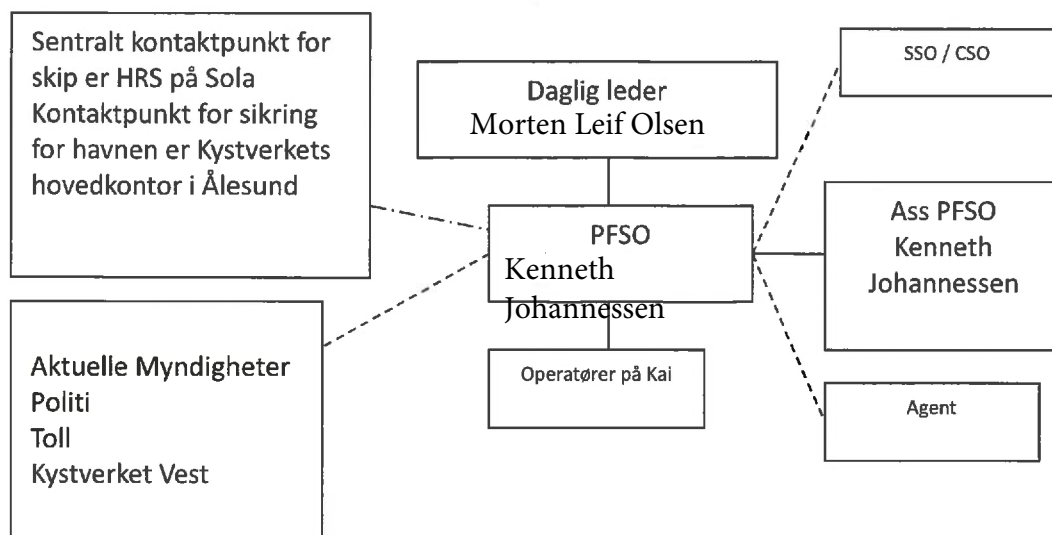 Sentralt kontaktpunkt for
skip er HRS på Sola
Kontaktpunkt for sikring
for havnen er Kystverkets
hovedkontor i Ålesund
Daglig leder
Morten Leif Olsen
SSO / CSO
PFSO
Kenneth
Johannessen
Ass PFSO
Kenneth
Johannessen
Aktuelle Myndigheter
Politi
Toll
Kystverket Vest
Operatører på Kai
Agent